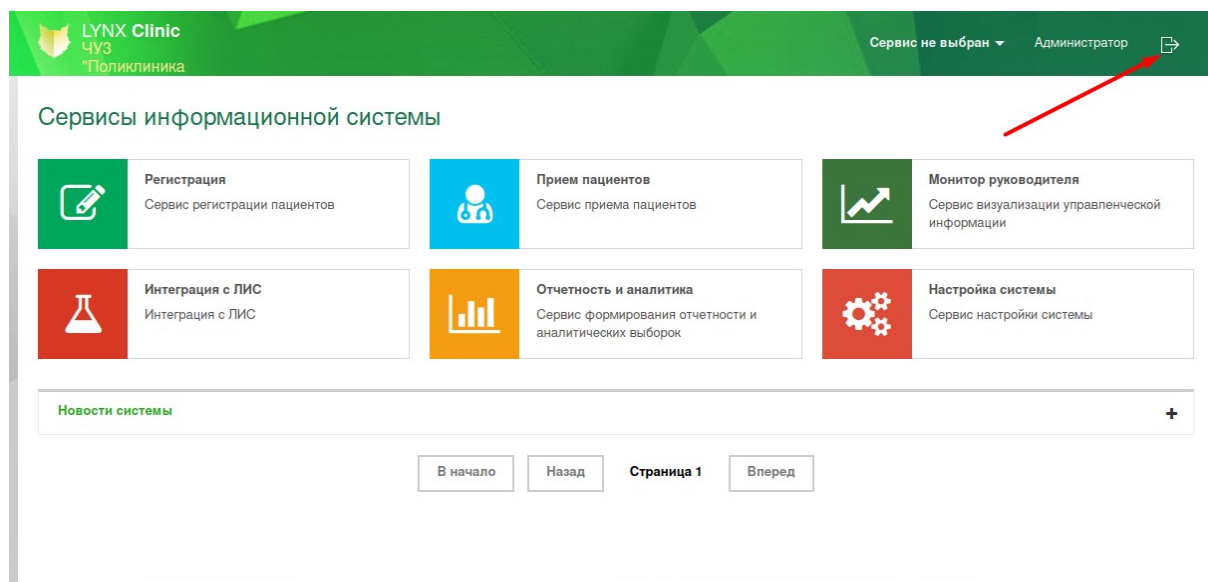 LYNX Clinic
ЧУЗ
"Поликлиника
Сервис не выбран
Администратор
Сервисы информационной системы
Регистрация
Сервис регистрации пациентов
Прием пациентов
Сервис приема пациентов
Монитор руководителя
Сервис визуализации управленческой
информации
Интеграция с ЛИС
Интеграция с ЛИС
Отчетность и аналитика
Сервис формирования отчетности и
аналитических выборок
Настройка системы
Сервис настройки системы
Новости системы
В начало
Назад
Страница 1
Вперед